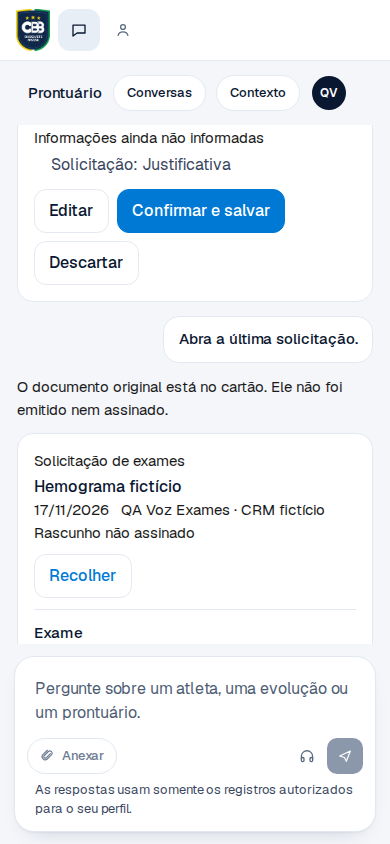 CBB
Prontuário
Conversas
Contexto
QV
Informações ainda não informadas
Solicitação: Justificativa
Editar
Confirmar e salvar
Descartar
Abra a última solicitação.
O documento original está no cartão. Ele não foi
emitido nem assinado.
Solicitação de exames
Hemograma fictício
17/11/2026 QA Voz Exames · CRM fictício
Rascunho não assinado
Recolher
Exame
Pergunte sobre um atleta, uma evolução ou
um prontuário.
Anexar
As respostas usam somente os registros autorizados
para o seu perfil.